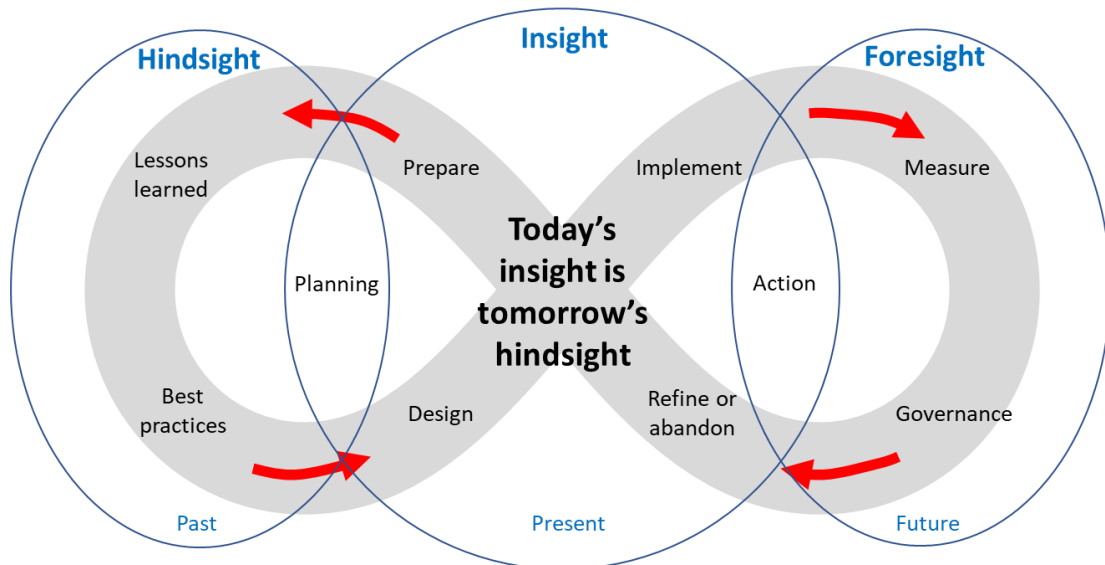 Insight
Hindsight
Foresight
Lessons
learned
Prepare
Implement
Measure
Today's
insight is
tomorrow's
hindsight
Planning
Action
Best
practices
Design
Refine or
abandon
Governance
Past
Present
Future